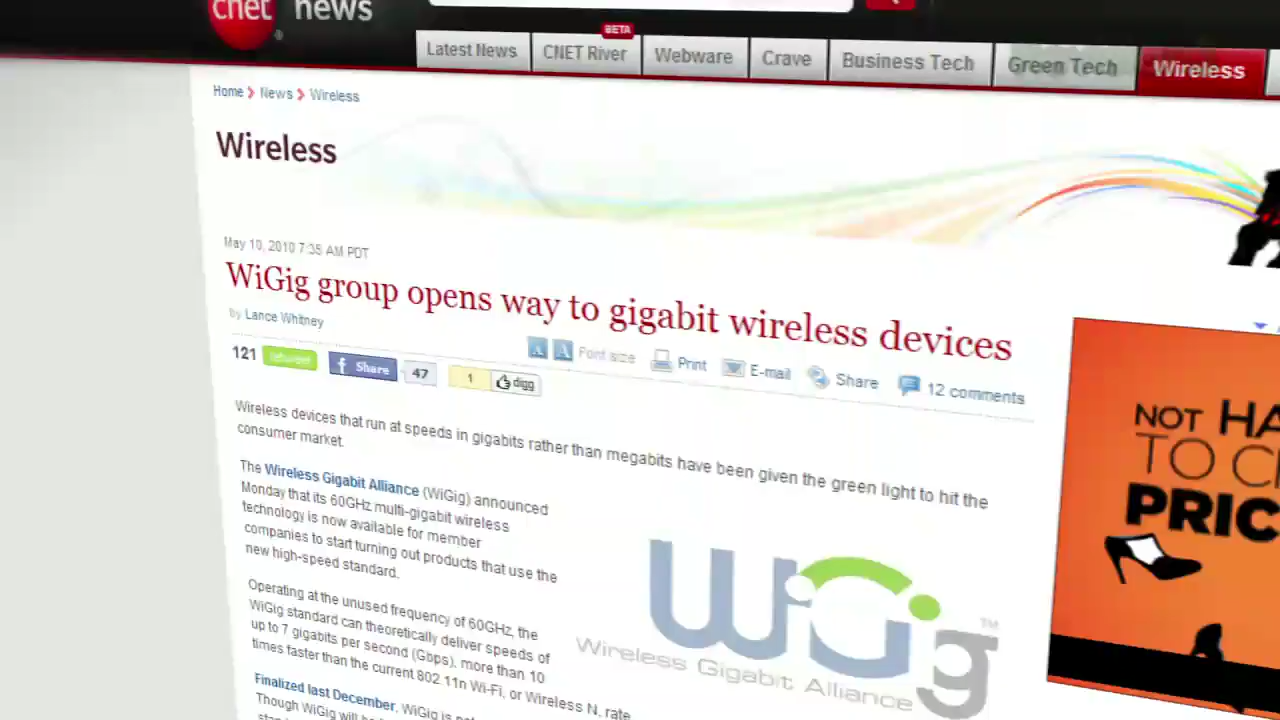 cnet news
Latest News
CNET River
BETA
Webware
Crave
Business Tech
Green Tech
Wireless
Home > News > Wireless
Wireless
May 10, 2010 7:35 AM PDT
WiGig group opens way to gigabit wireless devices
by Lance Whitney
121 retweet
Share 47
1 digg
Font size
Print
E-mail
Share
12 comments
Wireless devices that run at speeds in gigabits rather than megabits have been given the green light to hit the
consumer market.
The Wireless Gigabit Alliance (WiGig) announced
Monday that its 60GHz multi-gigabit wireless
technology is now available for member
companies to start turning out products that use the
new high-speed standard.
Operating at the unused frequency of 60GHz, the
WiGig standard can theoretically deliver speeds of
up to 7 gigabits per second (Gbps), more than 10
times faster than the current 802.11n Wi-Fi, or Wireless N, rate
Finalized last December, WiGig is
Though WiGig will
WiGig™
Wireless Gigabit Alliance
NOT HA
TO C
PRIC